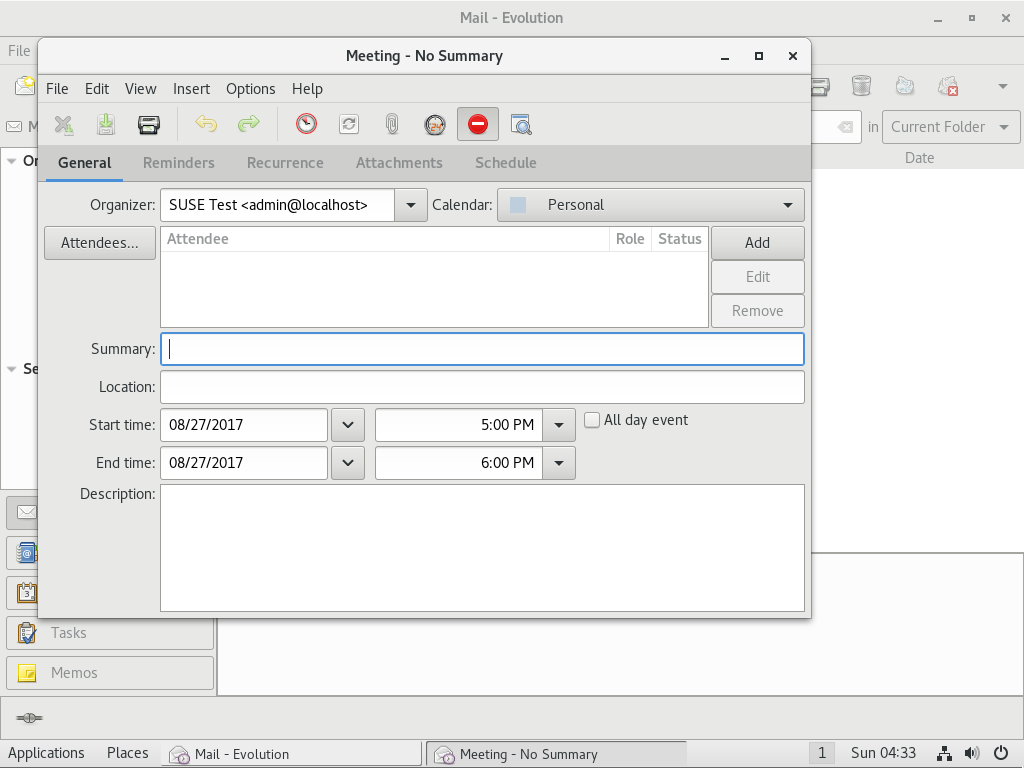 Mail - Evolution
File
Meeting - No Summary
File Edit View Insert Options Help
M
in Current Folder
General Reminders Recurrence Attachments Schedule
Date
Organizer: SUSE Test <admin@localhost> Calendar: Personal
Attendees... Attendee Role Status Add
Edit
Remove
Summary:
Location:
Start time: 08/27/2017 5:00 PM All day event
End time: 08/27/2017 6:00 PM
Description:
Tasks
Memos
Applications Places Mail - Evolution Meeting - No Summary 1 Sun 04:33